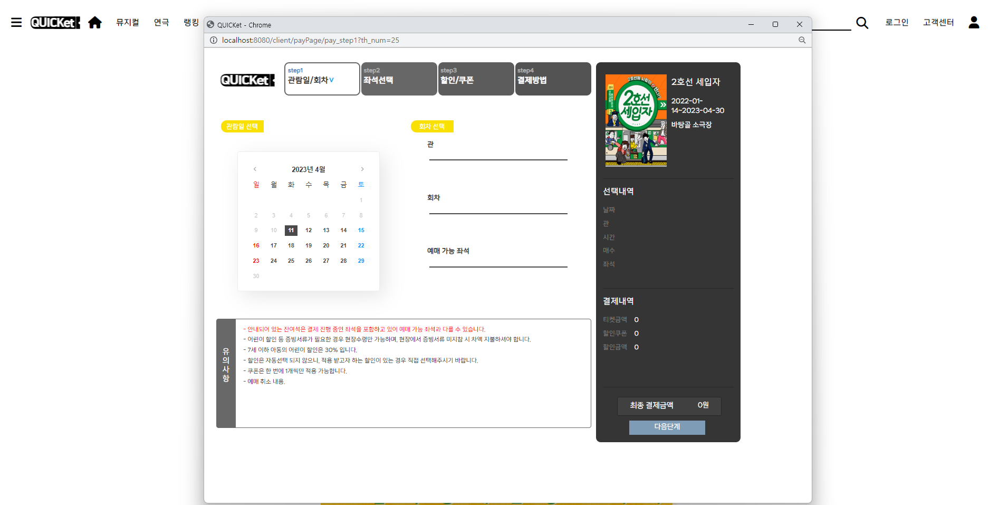 QUICKet
뮤지컬
연극
랭킹
로그인
고객센터
QUICKet - Chrome
localhost:8080/client/payPage/pay_step1?th_num=25
QUICKet
step1
관람일/회차∨
step2
좌석선택
step3
할인/쿠폰
step4
결제방법
관람일 선택
2023년 4월
일 월 화 수 목 금 토
1
2 3 4 5 6 7 8
9 10 11 12 13 14 15
16 17 18 19 20 21 22
23 24 25 26 27 28 29
30
회차 선택
관
회차
예매 가능 좌석
유
의
사
항
- 안내되어 있는 잔여석은 결제 진행 중인 좌석을 포함하고 있어 예매 가능 좌석과 다를 수 있습니다.
- 어린이 할인 등 증빙서류가 필요한 경우 현장수령만 가능하며, 현장에서 증빙서류 미지참 시 차액 지불하셔야 합니다.
- 7세 이하 아동의 어린이 할인은 30% 입니다.
- 할인은 자동선택 되지 않으니, 적용 받고자 하는 할인이 있는 경우 직접 선택해주시기 바랍니다.
- 쿠폰은 한 번에 1개씩만 적용 가능합니다.
- 예매 취소 내용.
2호선
세입자
2호선 세입자
2022-01-
14~2023-04-30
바탕골 소극장
선택내역
날짜
관
시간
매수
좌석
결제내역
티켓금액 0
할인쿠폰 0
할인금액 0
최종 결제금액 0원
다음단계